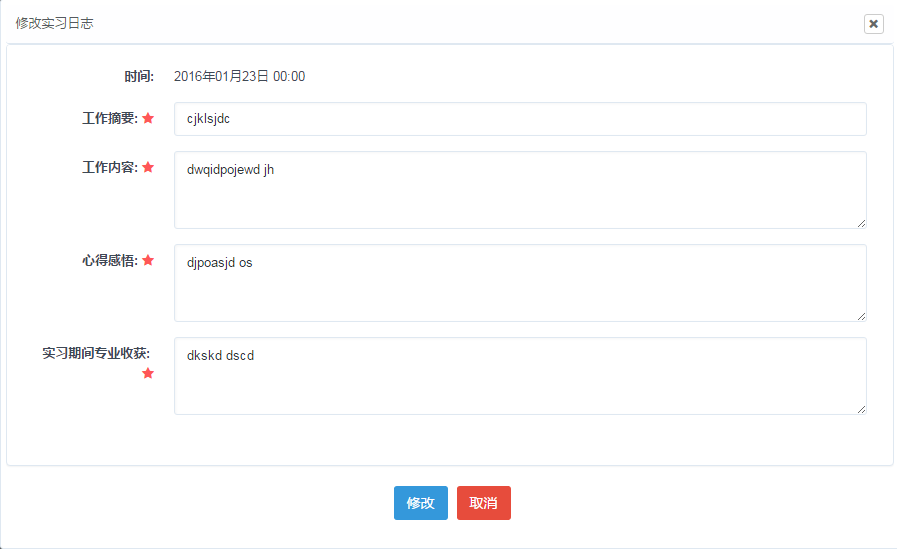 修改实习日志
时间: 2016年01月23日 00:00
工作摘要: cjklsjdc
工作内容: dwqidpojewd jh
心得感悟: djpoasjd os
实习期间专业收获: dkskd dscd
修改 取消